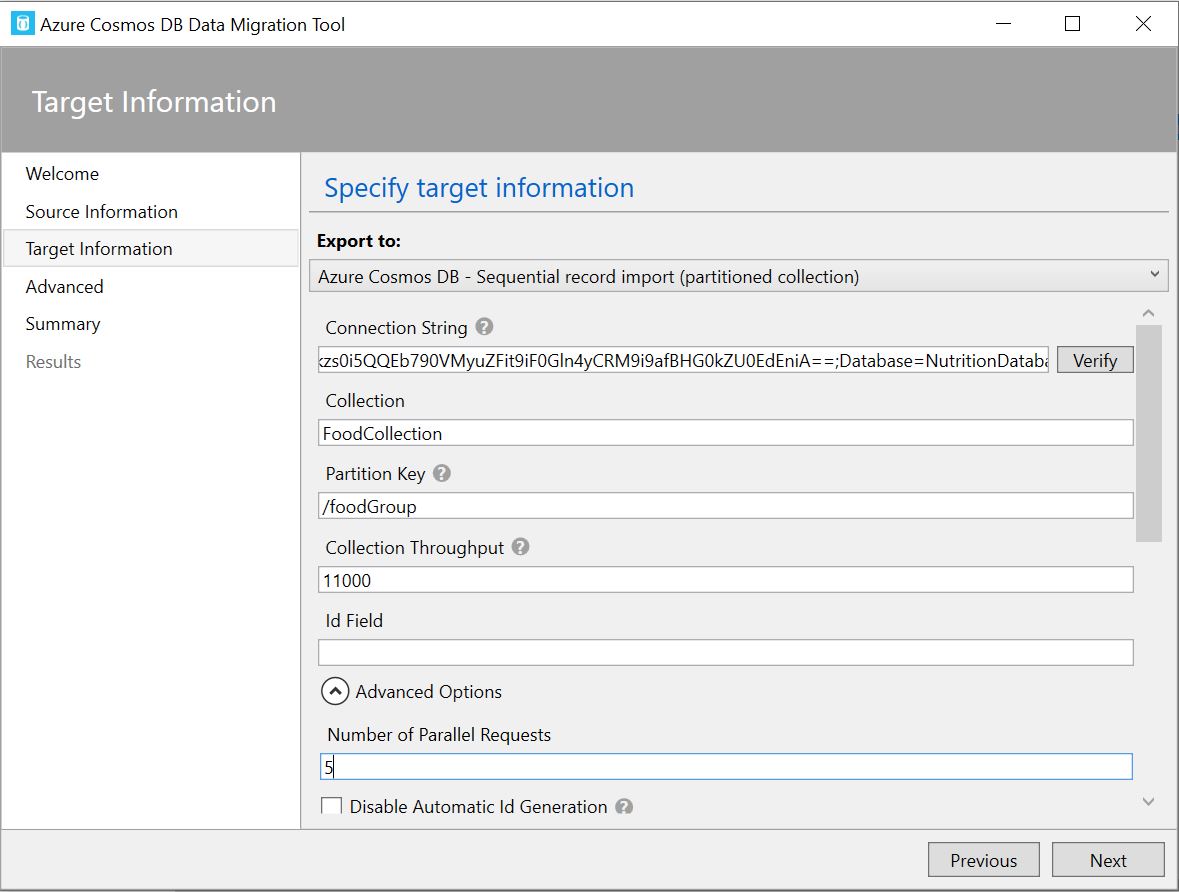 Azure Cosmos DB Data Migration Tool
Target Information
Welcome
Source Information
Target Information
Advanced
Summary
Results
Specify target information
Export to:
Azure Cosmos DB - Sequential record import (partitioned collection)
Connection String ?
kzs0i5QQEb790VMyuZFit9iF0Gln4yCRM9i9afBHG0kZU0EdEniA==;Database=NutritionDataba
Verify
Collection
FoodCollection
Partition Key ?
/foodGroup
Collection Throughput ?
11000
Id Field
Advanced Options
Number of Parallel Requests
5
Disable Automatic Id Generation ?
Previous
Next